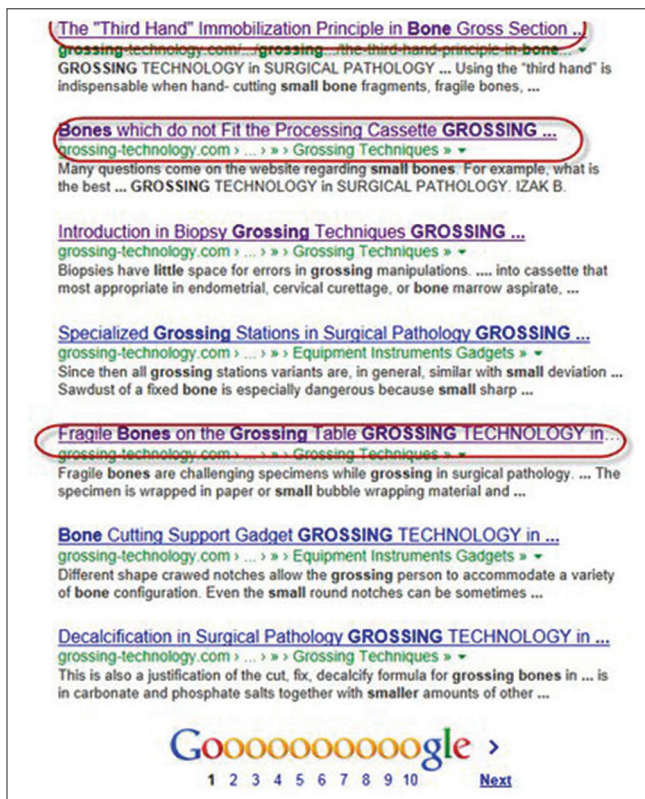 The "Third Hand" Immobilization Principle in Bone Gross Section ...
grossing-technology.com/.../grossing.../the-third-hand-principle-in-bone...
GROSSING TECHNOLOGY in SURGICAL PATHOLOGY ... Using the "third hand" is
indispensable when hand- cutting small bone fragments, fragile bones, ...
Bones which do not Fit the Processing Cassette GROSSING ...
grossing-technology.com › ... › » › Grossing Techniques »
Many questions come on the website regarding small bones. For example, what is
the best ... GROSSING TECHNOLOGY in SURGICAL PATHOLOGY. IZAK B.
Introduction in Biopsy Grossing Techniques GROSSING ...
grossing-technology.com › ... › » › Grossing Techniques »
Biopsies have little space for errors in grossing manipulations. .... into cassette that
most appropriate in endometrial, cervical curettage, or bone marrow aspirate, ...
Specialized Grossing Stations in Surgical Pathology GROSSING ...
grossing-technology.com › ... › » › Equipment Instruments Gadgets »
Since then all grossing stations variants are, in general, similar with small deviation ...
Sawdust of a fixed bone is especially dangerous because small sharp ...
Fragile Bones on the Grossing Table GROSSING TECHNOLOGY in...
grossing-technology.com › ... › » › Grossing Techniques »
Fragile bones are challenging specimens while grossing in surgical pathology. ... The
specimen is wrapped in paper or small bubble wrapping material and ...
Bone Cutting Support Gadget GROSSING TECHNOLOGY in ...
grossing-technology.com › ... › » › Equipment Instruments Gadgets »
Different shape crawed notches allow the grossing person to accommodate a variety
of bone configuration. Even the small round notches can be sometimes ...
Decalcification in Surgical Pathology GROSSING TECHNOLOGY in ...
grossing-technology.com › ... › » › Grossing Techniques »
This is also a justification of the cut, fix, decalcify formula for grossing bones in ... is
in carbonate and phosphate salts together with smaller amounts of other ...
Goooooooooogle >
1 2 3 4 5 6 7 8 9 10 Next